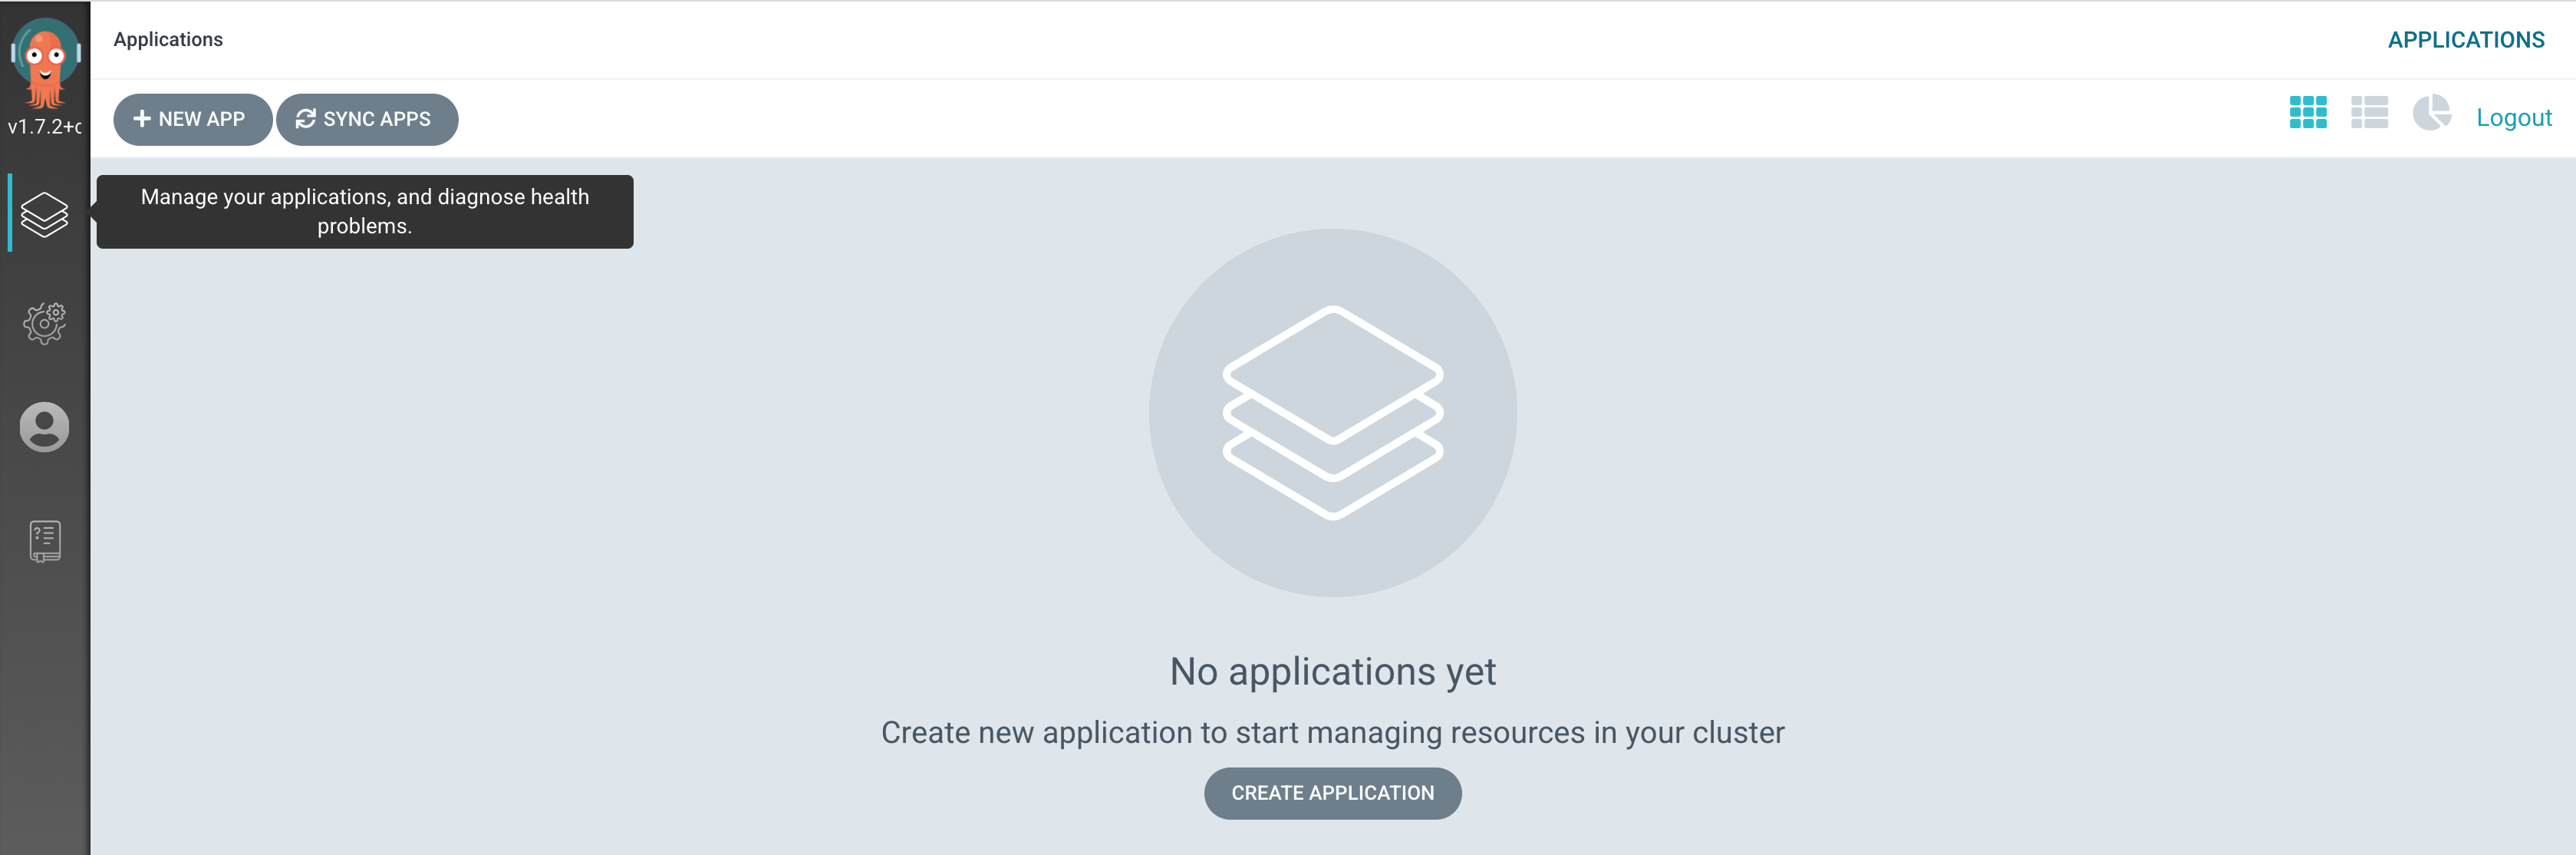 Applications
APPLICATIONS
v1.7.2+c
NEW APP
SYNC APPS
Logout
Manage your applications, and diagnose health
problems.
No applications yet
Create new application to start managing resources in your cluster
CREATE APPLICATION